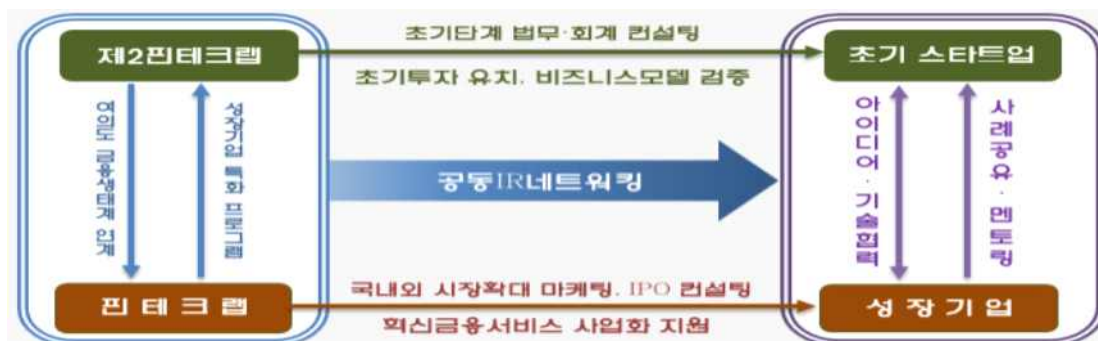 초기단계 법무·회계 컨설팅
제2핀테크랩
초기 스타트업
초기투자 유치, 비즈니스모델 검증
여의도 금융생태계 연계
성장기업 특화 프로그램
공동IR네트워킹
아이디어·기술협력
사례공유·멘토링
국내외 시장확대 마케팅, IPO 컨설팅
핀테크랩
성장기업
혁신금융서비스 사업화 지원